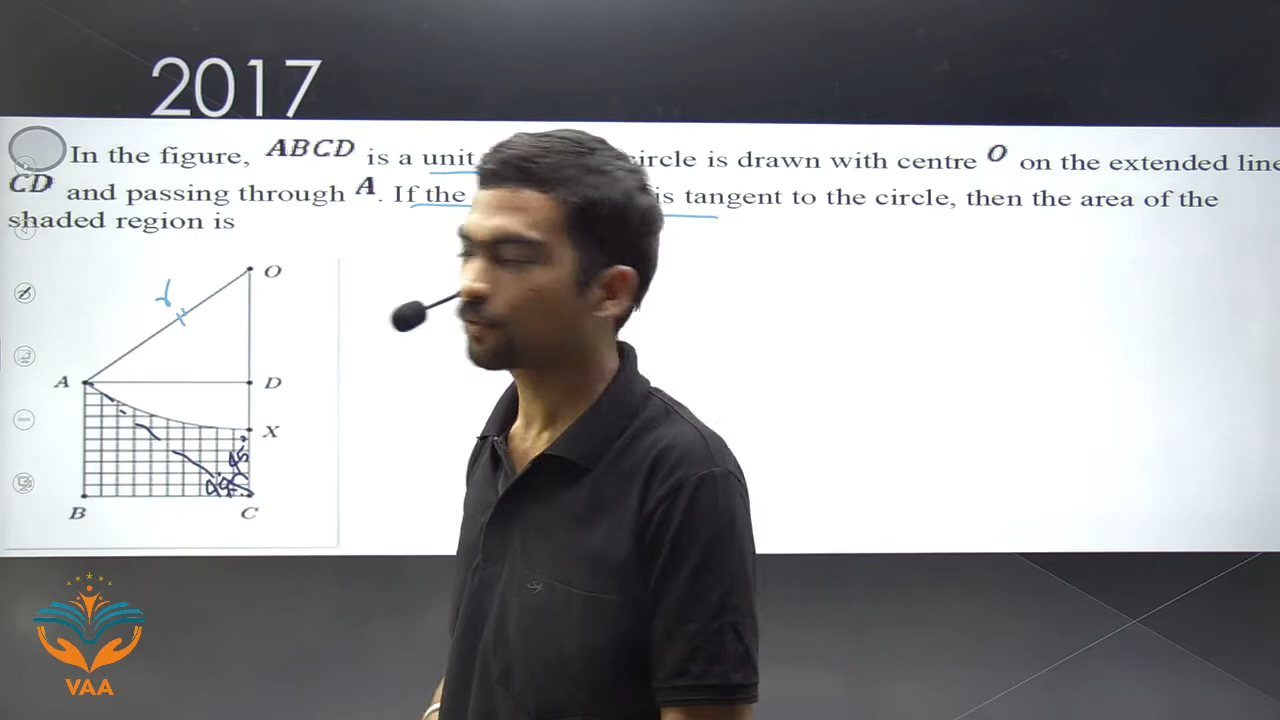 2017
In the figure, ABCD is a unit circle is drawn with centre O on the extended line
CD and passing through A. If the is tangent to the circle, then the area of the
shaded region is
O
r
A
D
X
45°
B
C
VAA